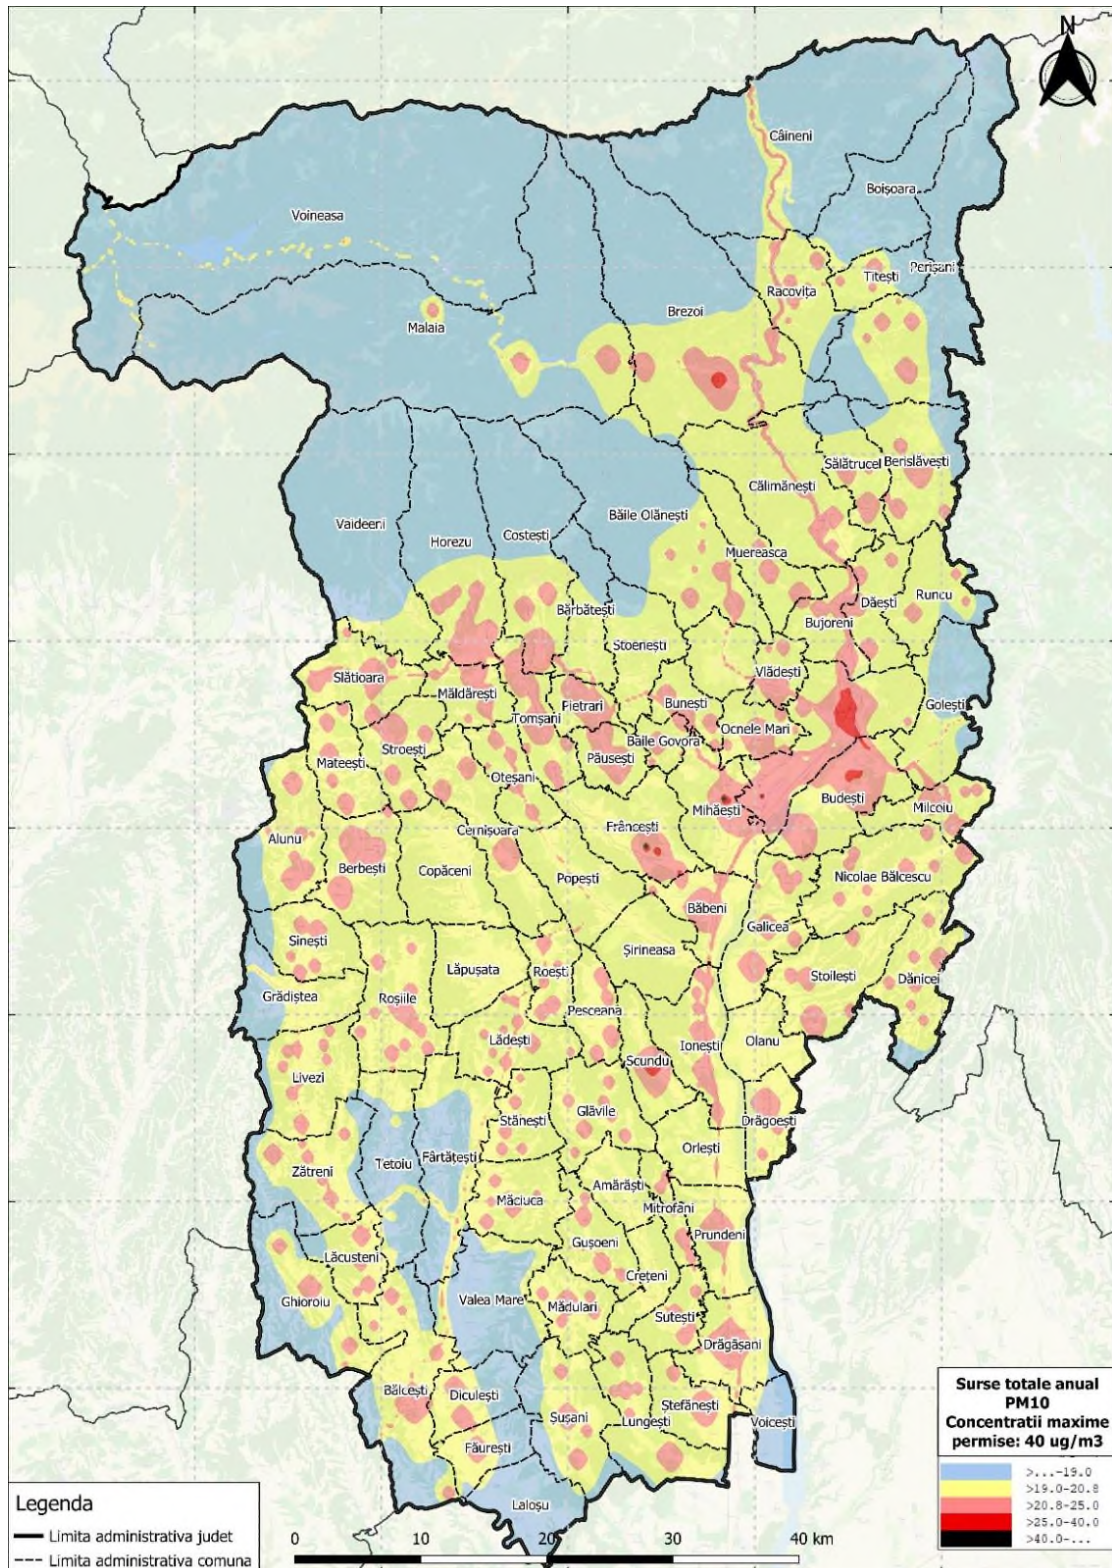 N
Câineni
Boișoara
Voineasa
Perișani
Titești
Racovița
Brezoi
Malaia
Sălătrucel
Berislăvești
Călimănești
Băile Olănești
Vaideeni
Horezu
Costești
Muereasca
Runcu
Dăești
Bărbătești
Bujoreni
Stoenești
Slătioara
Vlădești
Măldărești
Pietrari
Bunești
Golești
Tomșani
Ocnele Mari
Stroești
Băile Govora
Mateești
Păusești
Oteșani
Budești
Milcoiu
Mihăești
Frâncești
Cernișoara
Alunu
Berbești
Copăceni
Popești
Nicolae Bălcescu
Băbeni
Galicea
Sinești
Șirineasa
Lăpușata
Roești
Stoilești
Dănicei
Grădiștea
Roșiile
Pesceana
Lădești
Ionești
Olanu
Scundu
Livezi
Glăvile
Stănești
Drăgoești
Orlești
Tetoiu
Fârtățești
Zătreni
Amărăști
Măciuca
Mitrofani
Prundeni
Gușoeni
Lăcusteni
Crețeni
Ghioroiu
Valea Mare
Mădulari
Sutești
Drăgășani
Bălcești
Diculești
Ștefănești
Șușani
Lungești
Voicești
Făurești
Lalosu
Surse totale anual
PM10
Concentratii maxime
permise: 40 ug/m3
>...-19.0
>19.0-20.8
>20.8-25.0
>25.0-40.0
>40.0-...
Legenda
Limita administrativa judet
Limita administrativa comuna
0 10 20 30 40 km